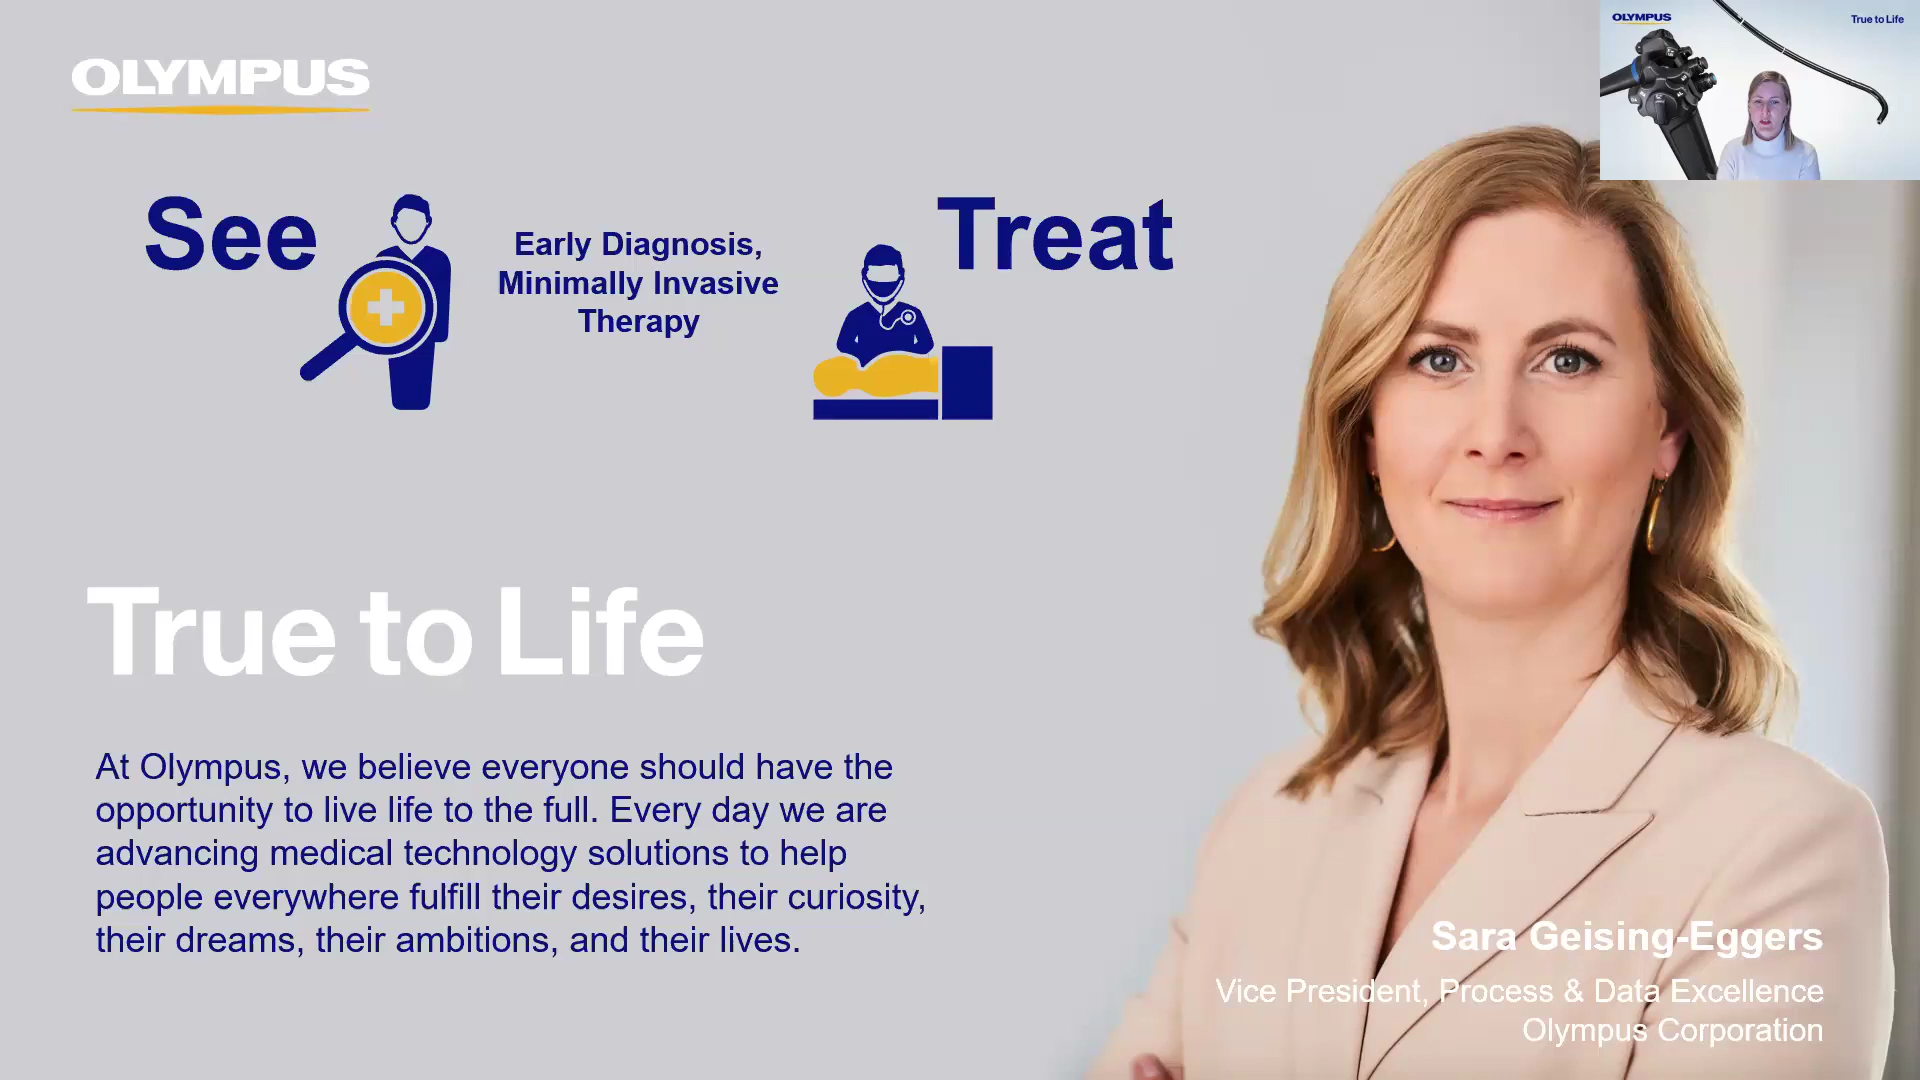 OLYMPUS
OLYMPUS
True to Life
See
Early Diagnosis,
Minimally Invasive
Therapy
Treat
True to Life
At Olympus, we believe everyone should have the
opportunity to live life to the full. Every day we are
advancing medical technology solutions to help
people everywhere fulfill their desires, their curiosity,
their dreams, their ambitions, and their lives.
Sara Geising-Eggers
Vice President, Process & Data Excellence
Olympus Corporation